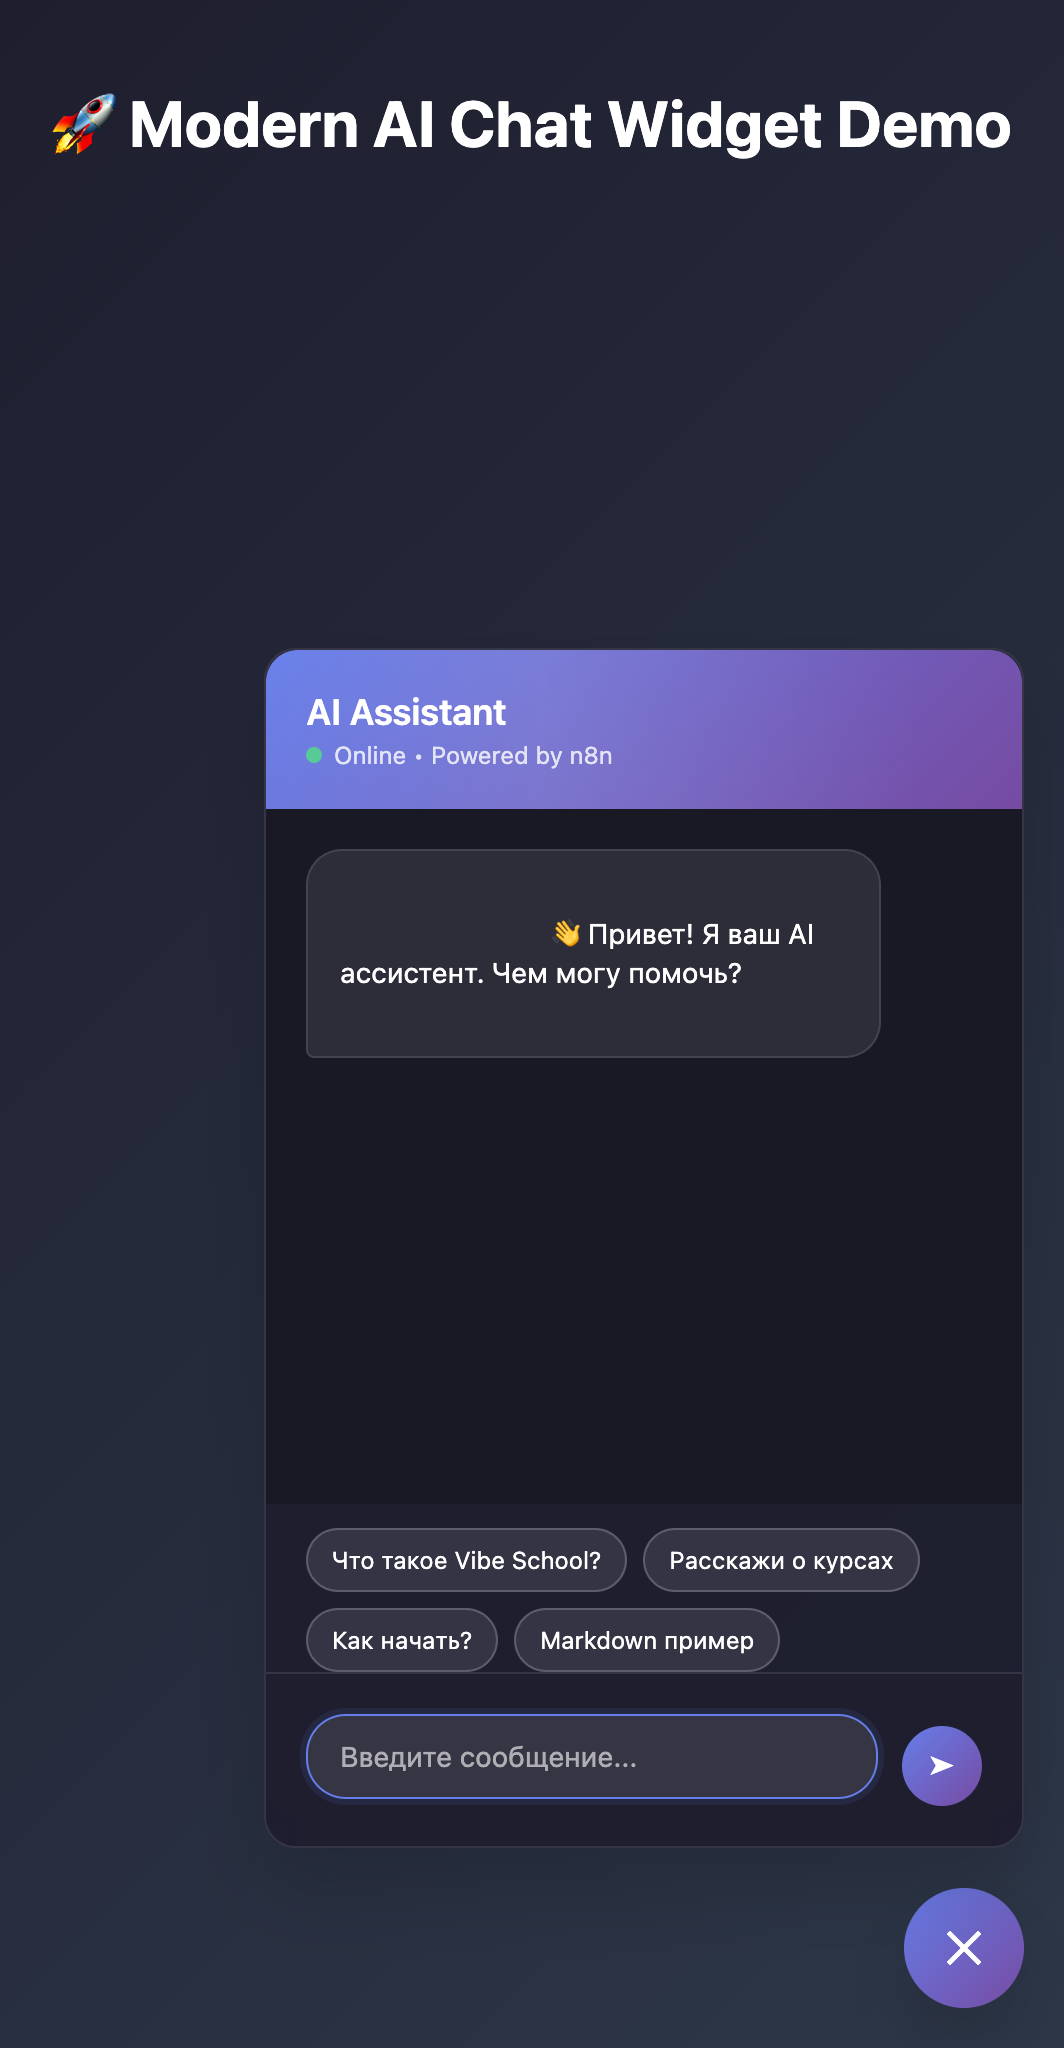 🚀 Modern AI Chat Widget Demo
AI Assistant
Online • Powered by n8n
👋 Привет! Я ваш AI
ассистент. Чем могу помочь?
Что такое Vibe School?
Расскажи о курсах
Как начать?
Markdown пример
Введите сообщение...